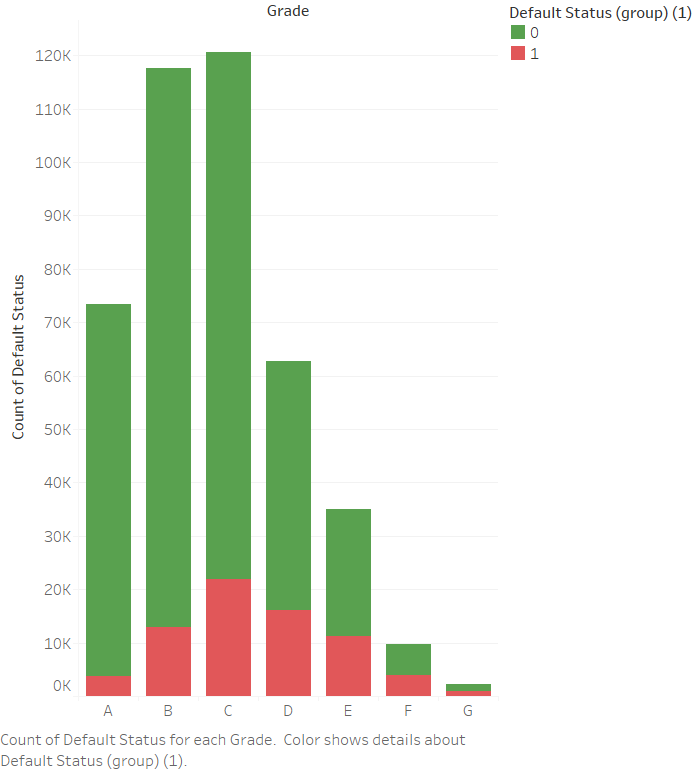 Grade
Default Status (group) (1)
0
1
120K
110K
100K
90K
80K
70K
60K
50K
40K
30K
20K
10K
0K
Count of Default Status
A B C D E F G
Count of Default Status for each Grade.  Color shows details about
Default Status (group) (1).